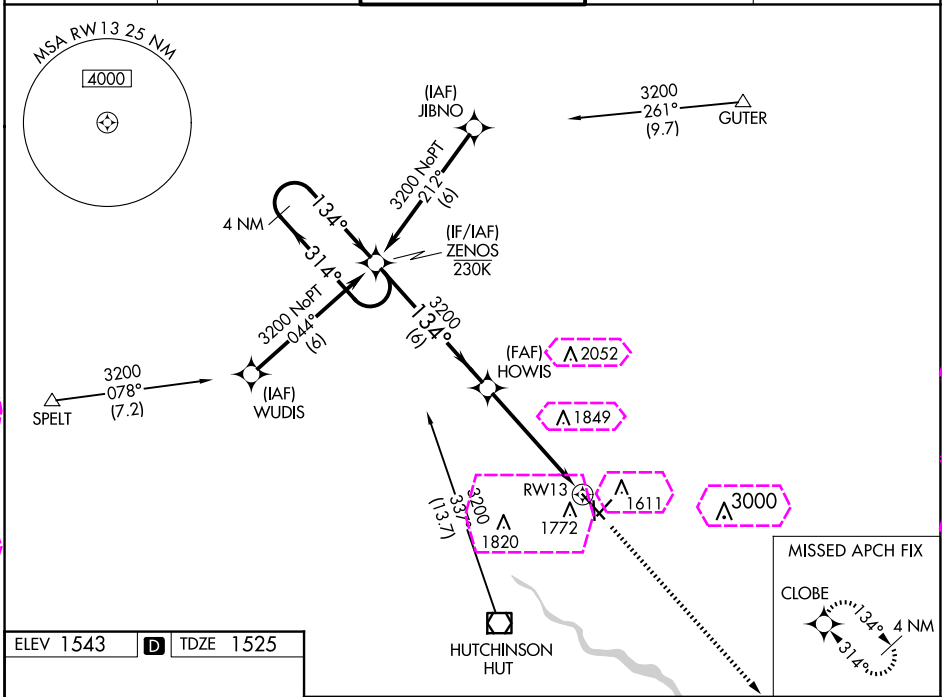 MSA RW13 25 NM
4000
(IAF)
JIBNO
3200
261°
(9.7)
GUTER
3200 NoPT
212°
(6)
4 NM
134°
314°
(IF/IAF)
ZENOS
230K
3200 NoPT
044°
(6)
3200
134°
(6)
(FAF)
HOWIS
2052
3200
078°
(7.2)
SPELT
(IAF)
WUDIS
1849
3200
337°
(13.7)
RW13
1611
3000
1820
1772
HUTCHINSON
HUT
MISSED APCH FIX
CLOBE
134°
4 NM
314°
ELEV 1543
D
TDZE 1525